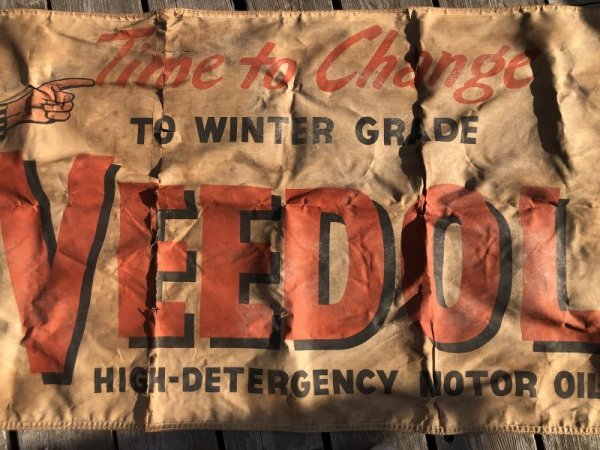 Time to Change
TO WINTER GRADE
VEEDOL
HIGH-DETERGENCY MOTOR OIL